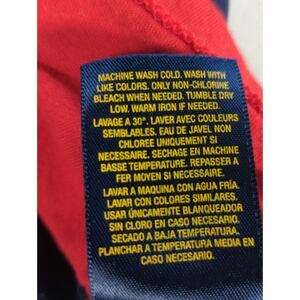 MACHINE WASH COLD. WASH WITH
LIKE COLORS. ONLY NON-CHLORINE
BLEACH WHEN NEEDED. TUMBLE DRY
LOW. WARM IRON IF NEEDED.
LAVAGE A 30°. LAVER AVEC COULEURS
SEMBLABLES. EAU DE JAVEL NON
CHLORE UNIQUEMENT SI
NECESSAIRE. SECHAGE EN MACHINE
BASSE TEMPERATURE. REPASSER A
FER MOYEN SI NECESSAIRE.
LAVAR A MAQUINA CON AGUA FRÍA.
LAVAR CON COLORES SIMILARES.
USAR ÚNICAMENTE BLANQUEADOR
SIN CLORO EN CASO NECESARIO.
SECADO A BAJA TEMPERATURA.
PLANCHAR A TEMPERATURA MEDIA EN
CASO NECESARIO.